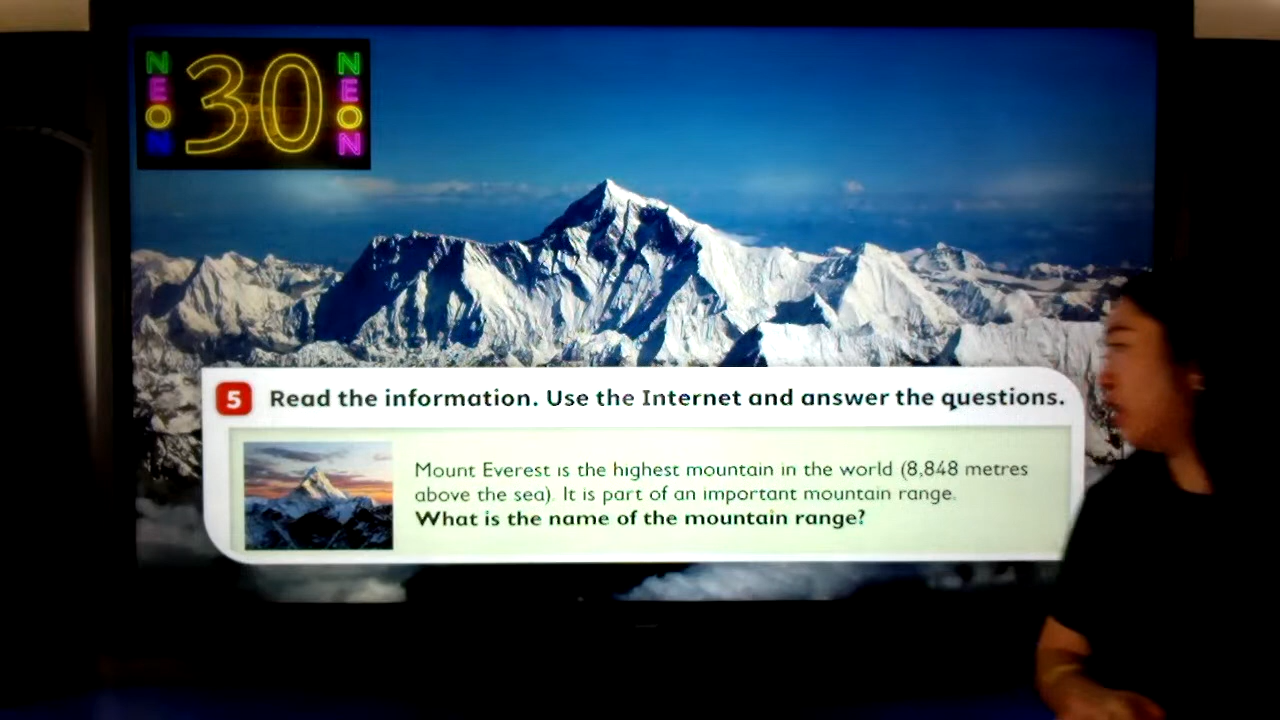 NEON 30 NEON
5 Read the information. Use the Internet and answer the questions.
Mount Everest is the highest mountain in the world (8,848 metres
above the sea). It is part of an important mountain range.
What is the name of the mountain range?